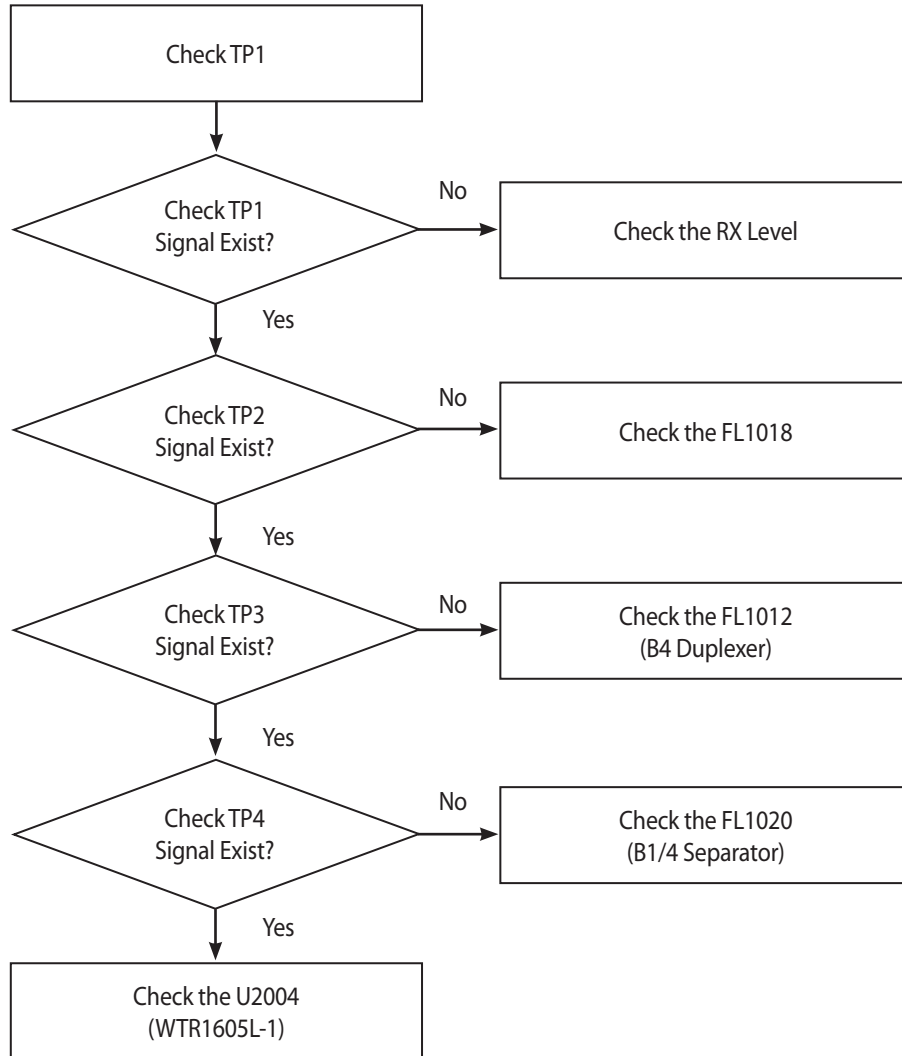 Check TP1
Check TP1
Signal Exist?
No
Check the RX Level
Yes
Check TP2
Signal Exist?
No
Check the FL1018
Yes
Check TP3
Signal Exist?
No
Check the FL1012
(B4 Duplexer)
Yes
Check TP4
Signal Exist?
No
Check the FL1020
(B1/4 Separator)
Yes
Check the U2004
(WTR1605L-1)